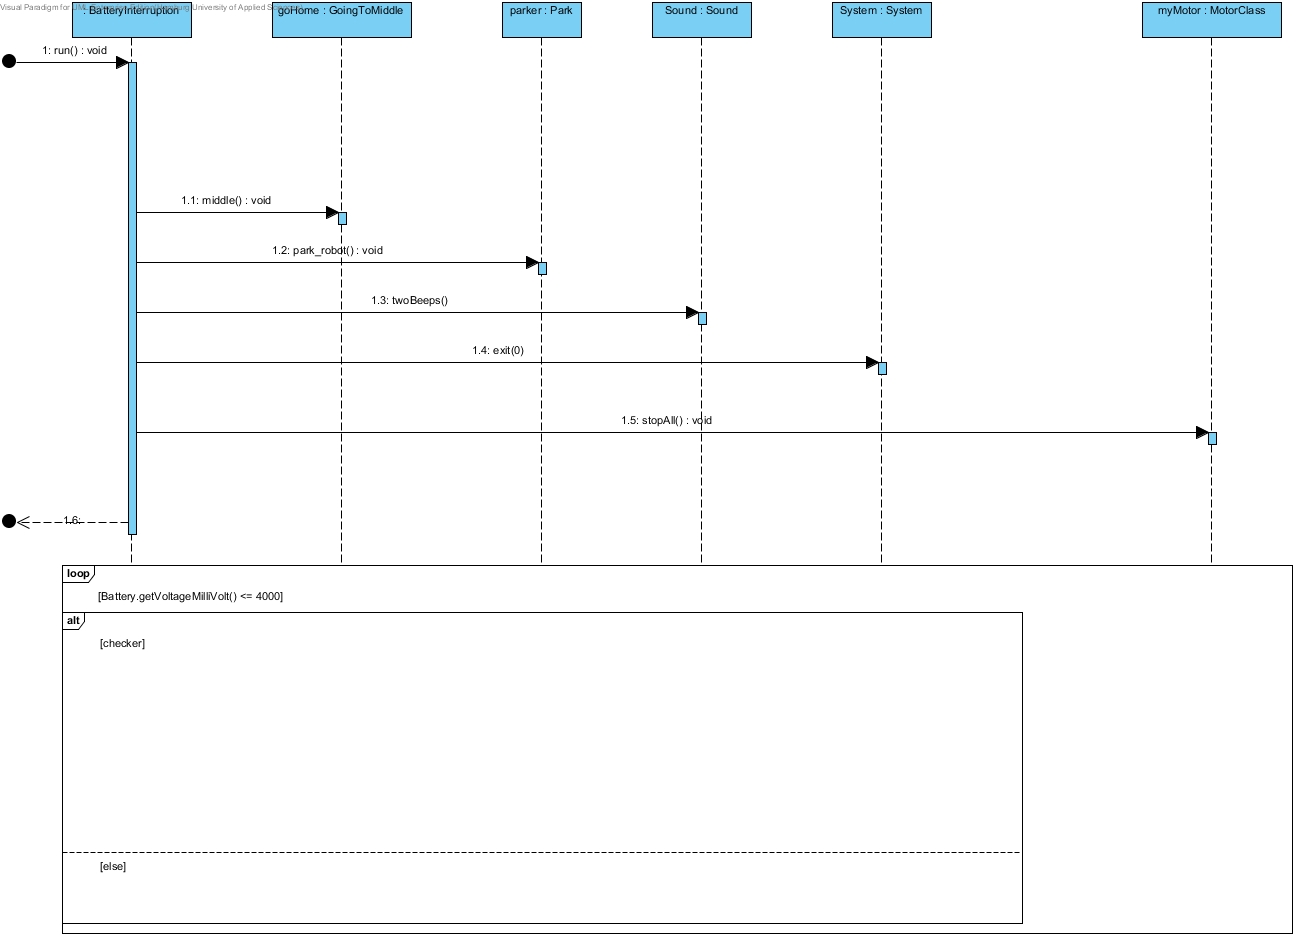 Visual Paradigm for UML
University of Applied
: BatteryInterruption
goHome : GoingToMiddle
parker : Park
Sound : Sound
System : System
myMotor : MotorClass
1: run() : void
1.1: middle() : void
1.2: park_robot() : void
1.3: twoBeeps()
1.4: exit(0)
1.5: stopAll() : void
1.6:
loop
[Battery.getVoltageMilliVolt() <= 4000]
alt
[checker]
[else]